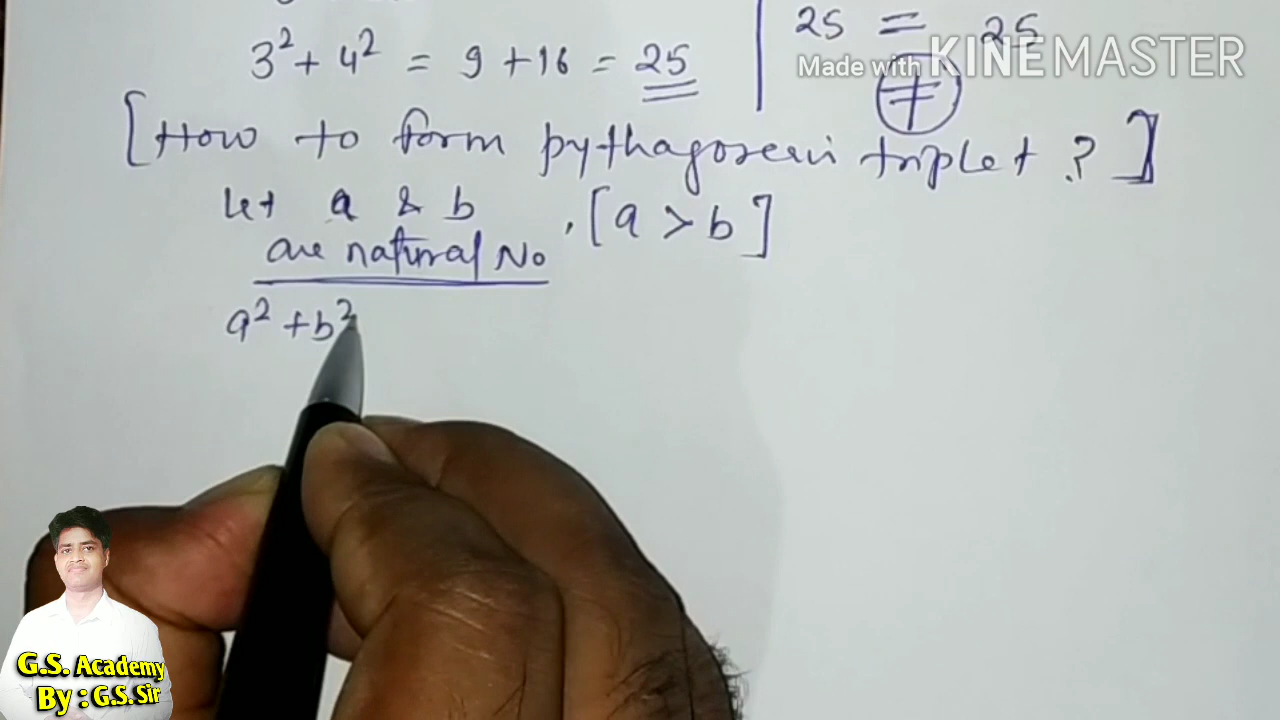 3² + 4² = 9 + 16 = 25
25 = 25
Made with KINEMASTER
[How to form pythagorean triplet ? ]
Let a & b , [a > b]
are natural No
a² + b²
G.S. Academy
By : G.S. Sir